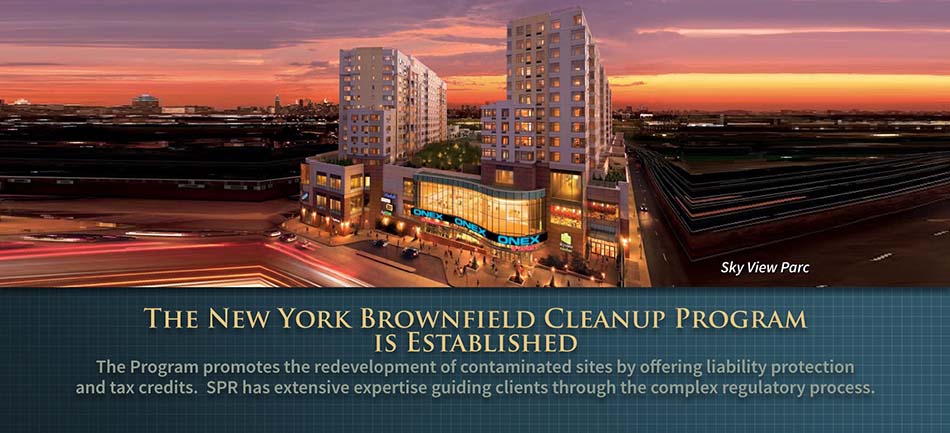 ONEX ONEX ONEX
Sky View Parc
The New York Brownfield Cleanup Program
is Established
The Program promotes the redevelopment of contaminated sites by offering liability protection
and tax credits.  SPR has extensive expertise guiding clients through the complex regulatory process.